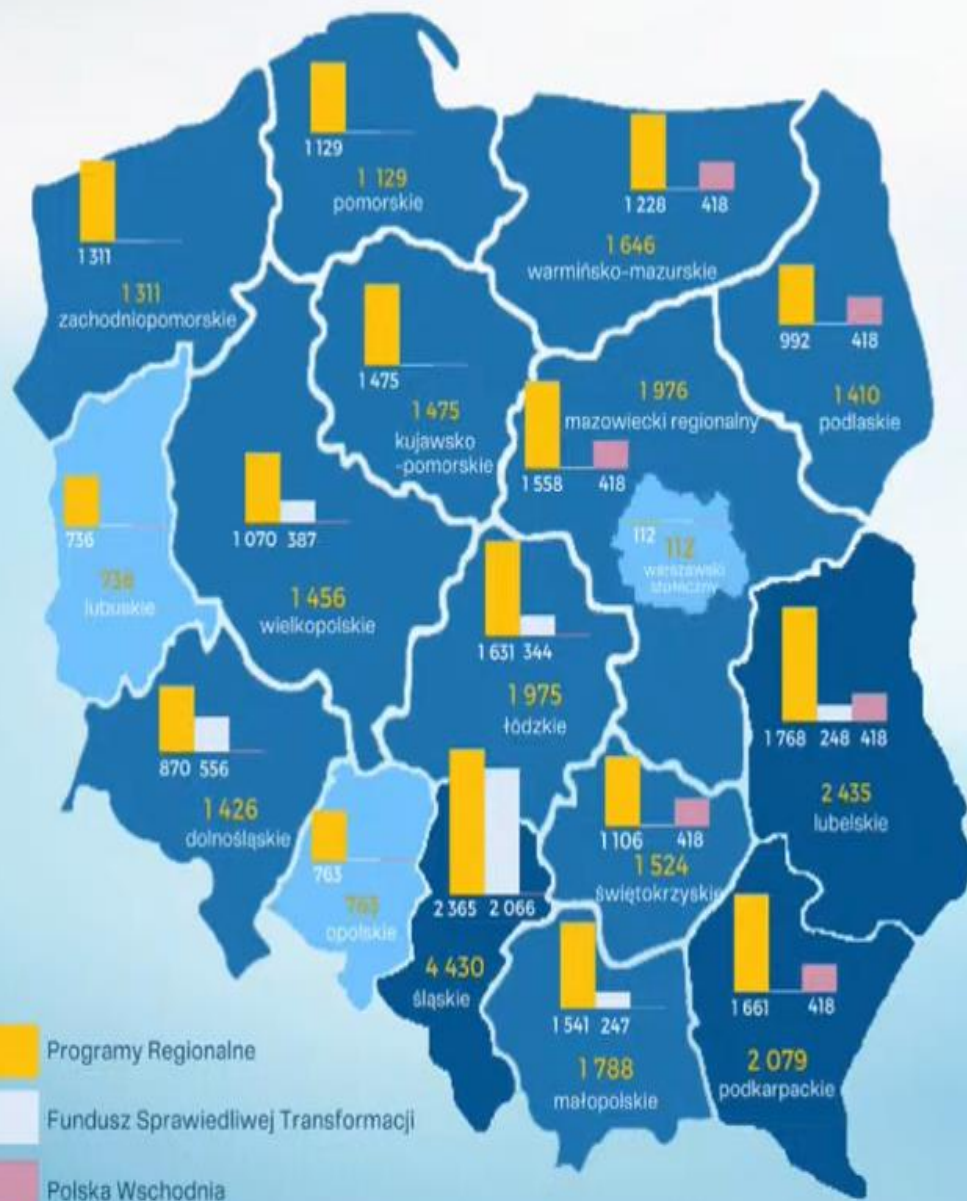 1 129
1 129
pomorskie
1 228 418
1 646
warmińsko-mazurskie
1 311
1 311
zachodniopomorskie
992 418
1 410
podlaskie
1 475
1 475
kujawsko
-pomorskie
1 976
mazowiecki regionalny
1 558 418
736
lubuskie
1 070 387
1 456
wielkopolskie
112
112
warszawski
stołeczny
1 631 344
1 975
łódzkie
1 768 248 418
2 435
lubelskie
870 556
1 426
dolnośląskie
763
opolskie
2 365 2 066
4 430
śląskie
1 106 418
1 524
świętokrzyskie
1 541 247
1 788
małopolskie
1 661 418
2 079
podkarpackie
Programy Regionalne
Fundusz Sprawiedliwej Transformacji
Polska Wschodnia